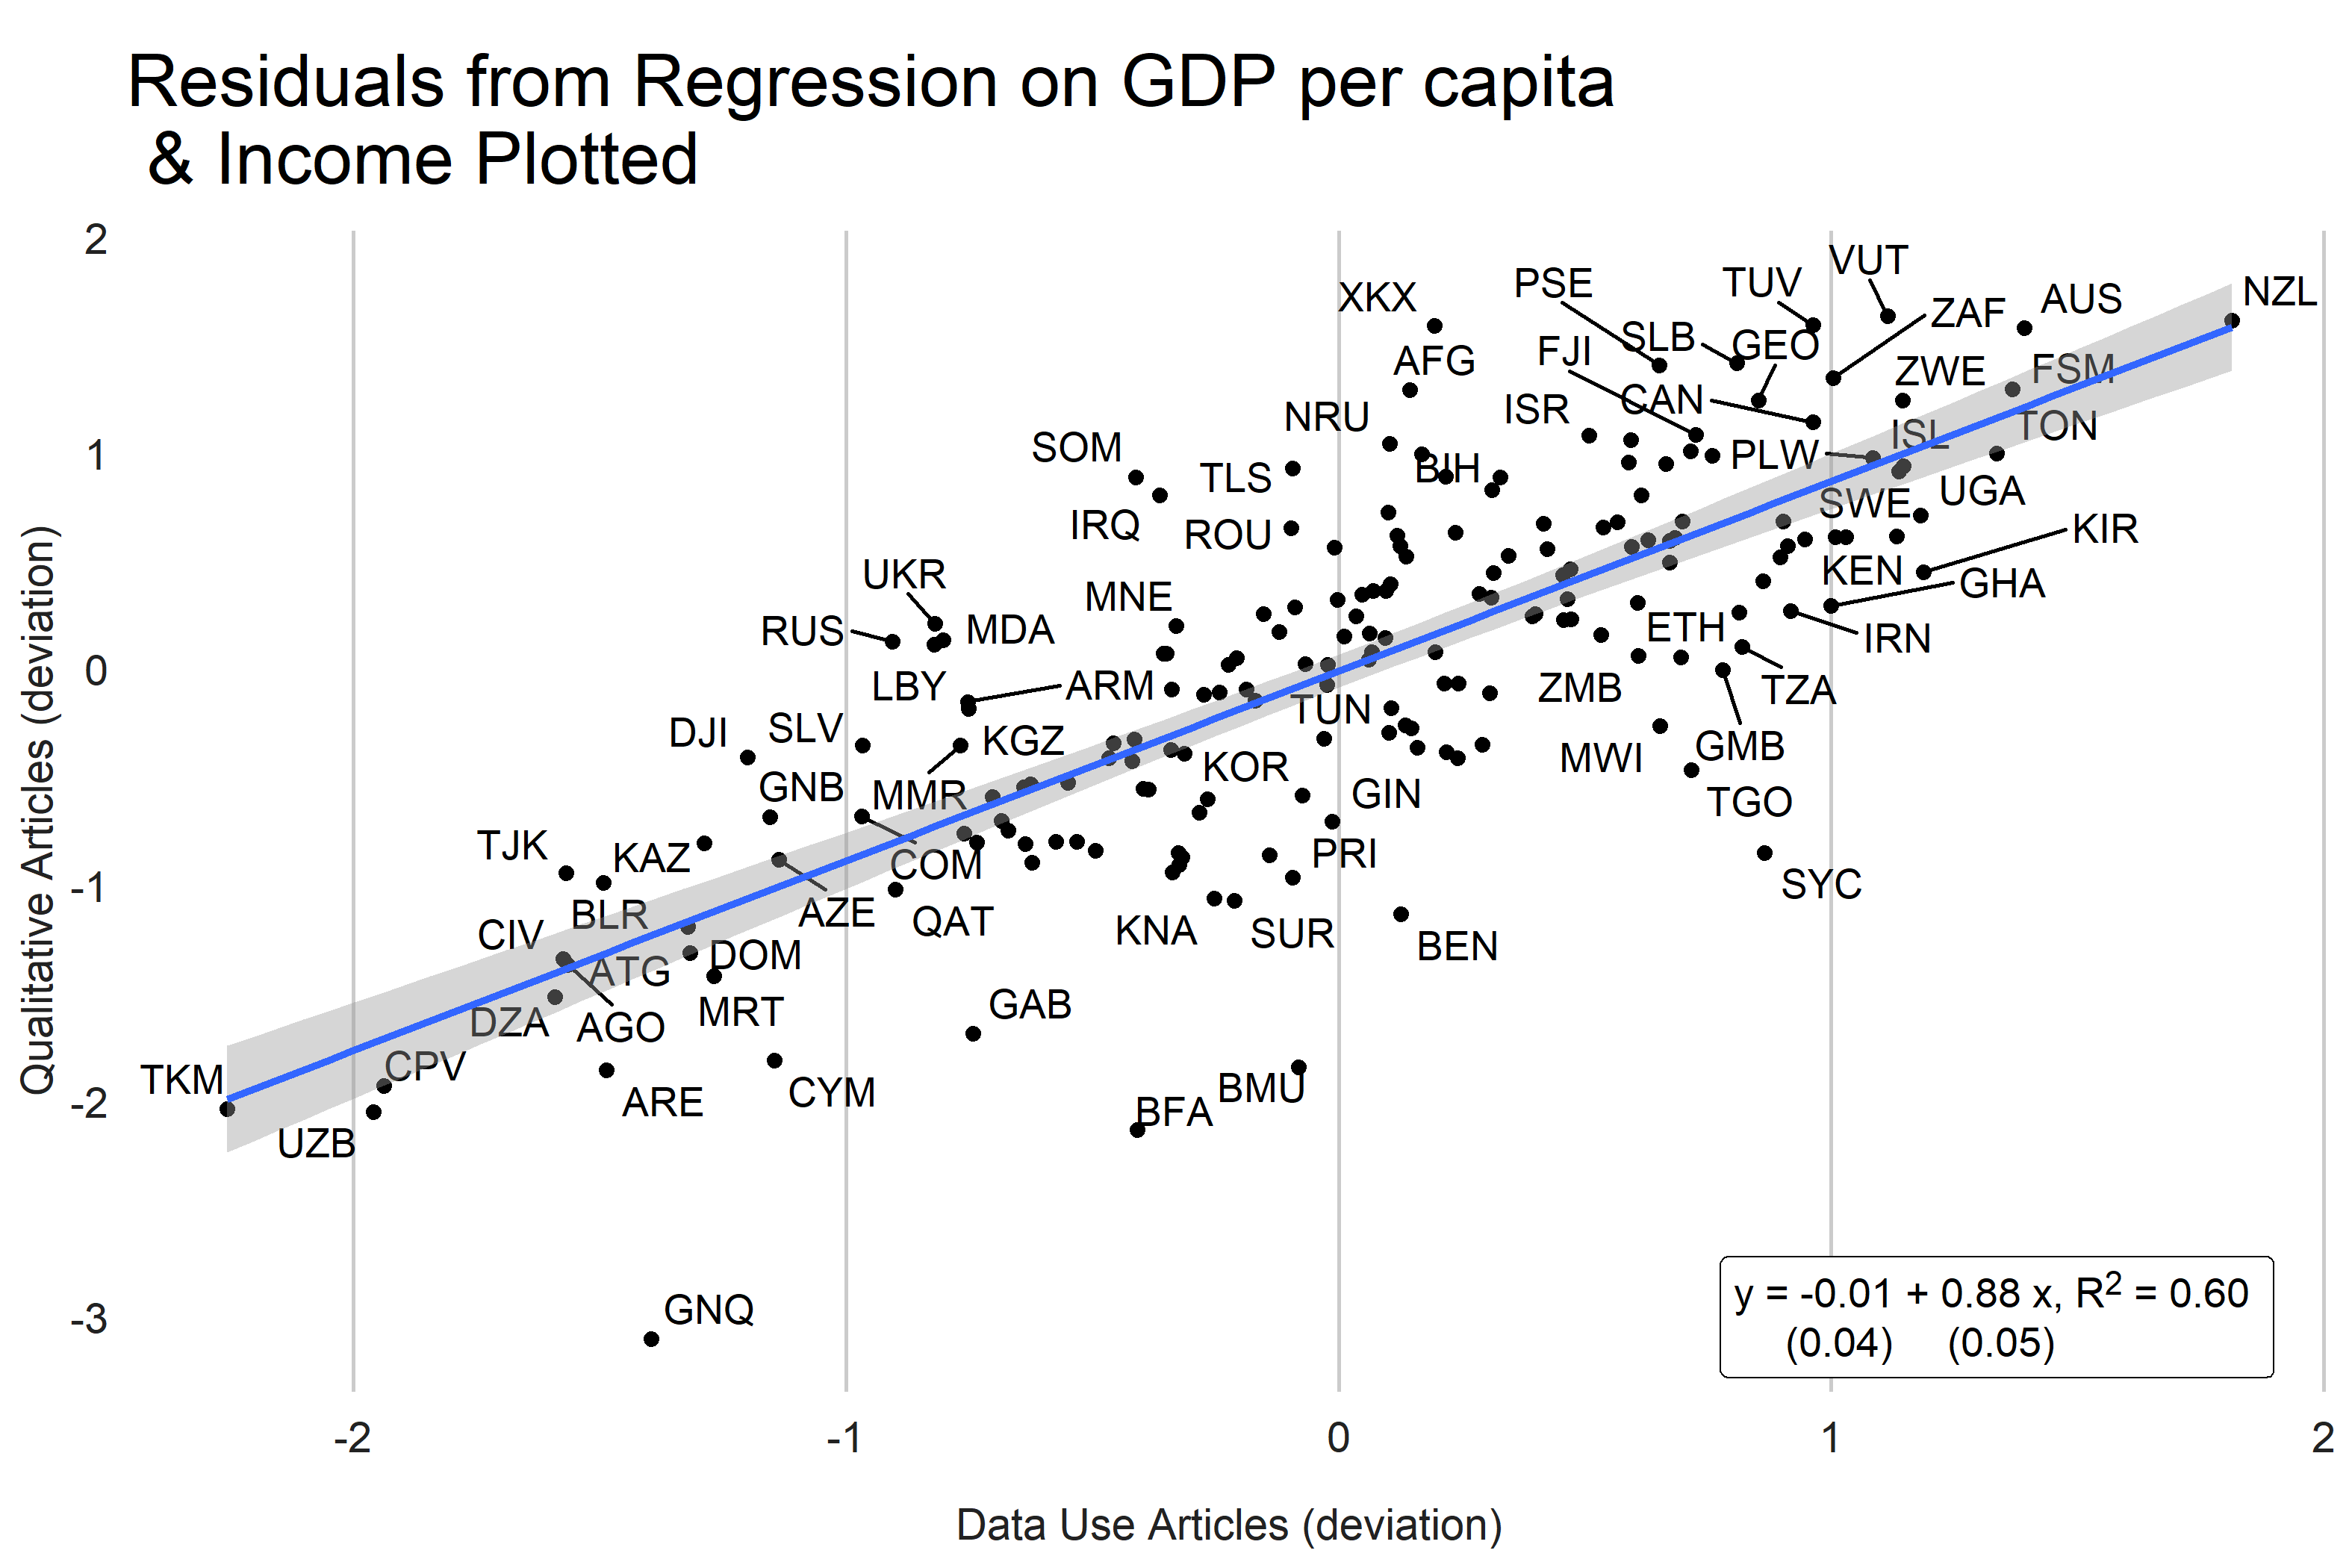 Residuals from Regression on GDP per capita
& Income Plotted
2
1
0
-1
-2
-3
Qualitative Articles (deviation)
VUT
PSE
TUV
NZL
XKX
AUS
ZAF
SLB
GEO
FJI
AFG
FSM
ZWE
CAN
ISR
NRU
TON
ISL
SOM
PLW
BIH
TLS
UGA
SWE
IRQ
ROU
KIR
KEN
UKR
GHA
MNE
ETH
RUS
MDA
IRN
LBY
ARM
ZMB
TZA
TUN
SLV
DJI
KGZ
GMB
MWI
KOR
GNB
MMR
GIN
TGO
TJK
KAZ
PRI
COM
SYC
BLR
AZE
QAT
CIV
KNA
SUR
BEN
DOM
ATG
GAB
MRT
DZA
AGO
CPV
TKM
BMU
CYM
ARE
BFA
UZB
GNQ
y = -0.01 + 0.88 x, R² = 0.60
(0.04) (0.05)
-2 -1 0 1 2
Data Use Articles (deviation)